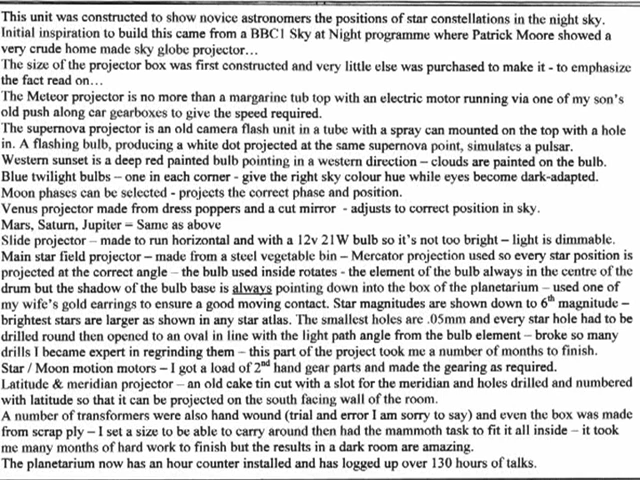 This unit was constructed to show novice astronomers the positions of star constellations in the night sky.
Initial inspiration to build this came from a BBC1 Sky at Night programme where Patrick Moore showed a
very crude home made sky globe projector…
The size of the projector box was first constructed and very little else was purchased to make it - to emphasize
the fact read on…
The Meteor projector is no more than a margarine tub top with an electric motor running via one of my son's
old push along car gearboxes to give the speed required.
The supernova projector is an old camera flash unit in a tube with a spray can mounted on the top with a hole
in. A flashing bulb, producing a white dot projected at the same supernova point, simulates a pulsar.
Western sunset is a deep red painted bulb pointing in a western direction – clouds are painted on the bulb.
Blue twilight bulbs – one in each corner - give the right sky colour hue while eyes become dark-adapted.
Moon phases can be selected - projects the correct phase and position.
Venus projector made from dress poppers and a cut mirror - adjusts to correct position in sky.
Mars, Saturn, Jupiter = Same as above
Slide projector – made to run horizontal and with a 12v 21W bulb so it's not too bright – light is dimmable.
Main star field projector – made from a steel vegetable bin – Mercator projection used so every star position is
projected at the correct angle – the bulb used inside rotates - the element of the bulb always in the centre of the
drum but the shadow of the bulb base is always pointing down into the box of the planetarium – used one of
my wife's gold earrings to ensure a good moving contact. Star magnitudes are shown down to 6th magnitude –
brightest stars are larger as shown in any star atlas. The smallest holes are .05mm and every star hole had to be
drilled round then opened to an oval in line with the light path angle from the bulb element – broke so many
drills I became expert in regrinding them – this part of the project took me a number of months to finish.
Star / Moon motion motors – I got a load of 2nd hand gear parts and made the gearing as required.
Latitude & meridian projector – an old cake tin cut with a slot for the meridian and holes drilled and numbered
with latitude so that it can be projected on the south facing wall of the room.
A number of transformers were also hand wound (trial and error I am sorry to say) and even the box was made
from scrap ply – I set a size to be able to carry around then had the mammoth task to fit it all inside – it took
me many months of hard work to finish but the results in a dark room are amazing.
The planetarium now has an hour counter installed and has logged up over 130 hours of talks.